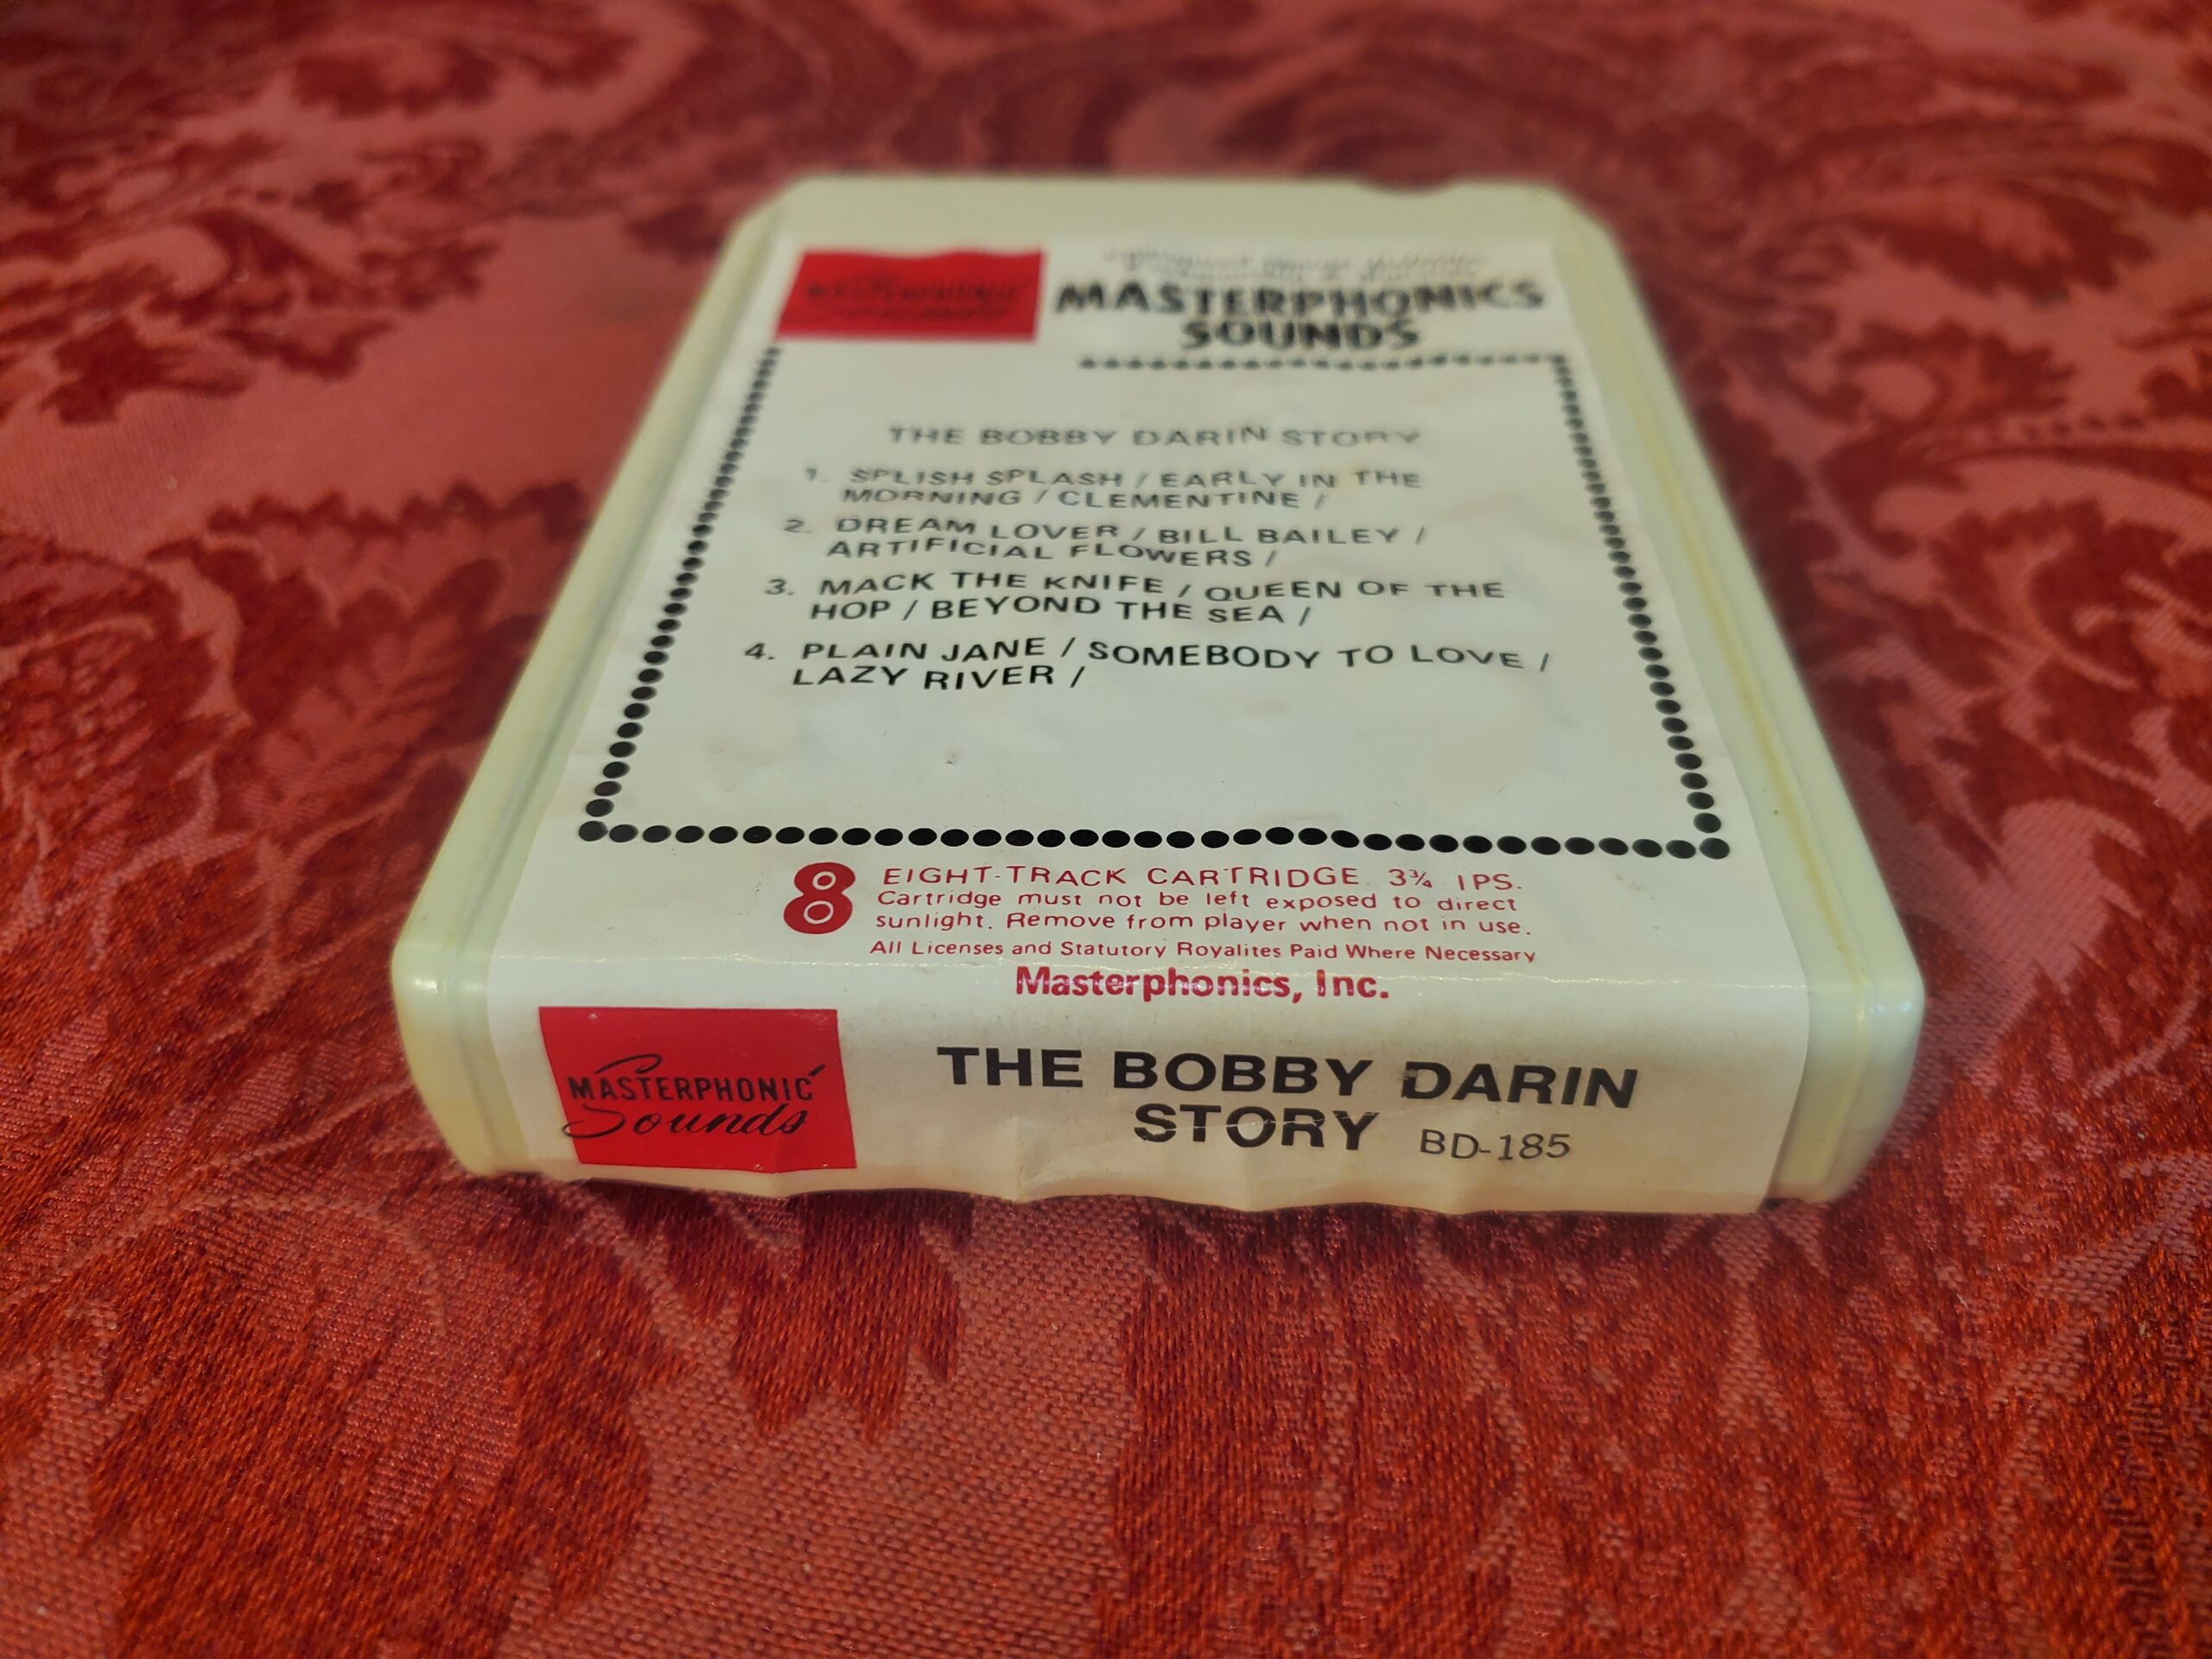 MASTERPHONICS
SOUNDS
THE BOBBY DARIN STORY
1. SPLISH SPLASH / EARLY IN THE
MORNING / CLEMENTINE /
2. DREAM LOVER / BILL BAILEY /
ARTIFICIAL FLOWERS /
3. MACK THE KNIFE / QUEEN OF THE
HOP / BEYOND THE SEA /
4. PLAIN JANE / SOMEBODY TO LOVE /
LAZY RIVER /
8 EIGHT-TRACK CARTRIDGE 3¾ IPS.
Cartridge must not be left exposed to direct
sunlight. Remove from player when not in use.
All Licenses and Statutory Royalites Paid Where Necessary
Masterphonics, Inc.
MASTERPHONIC
Sounds
THE BOBBY DARIN
STORY BD-185